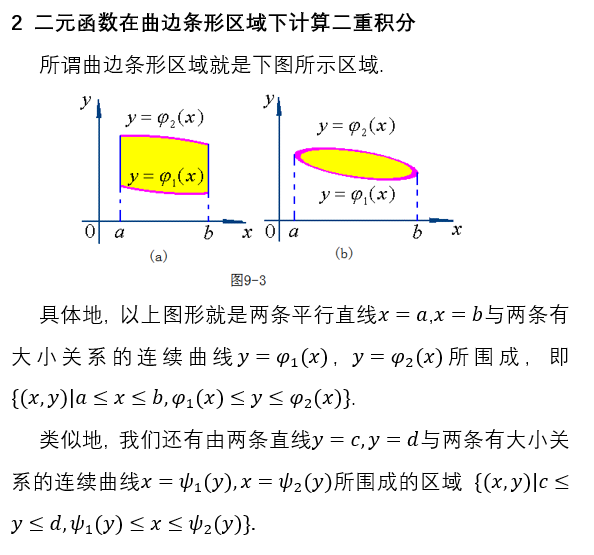 2 二元函数在曲边条形区域下计算二重积分
所谓曲边条形区域就是下图所示区域.
y
y = φ₂(x)
y = φ₁(x)
O a b x
(a)
y
y = φ₂(x)
y = φ₁(x)
O a b x
(b)
图9-3
具体地, 以上图形就是两条平行直线x = a,x = b与两条有
大小关系的连续曲线y = φ₁(x), y = φ₂(x)所围成, 即
{(x,y)|a ≤ x ≤ b,φ₁(x) ≤ y ≤ φ₂(x)}.
类似地, 我们还有由两条直线y = c,y = d与两条有大小关
系的连续曲线x = ψ₁(y),x = ψ₂(y)所围成的区域 {(x,y)|c ≤
y ≤ d,ψ₁(y) ≤ x ≤ ψ₂(y)}.